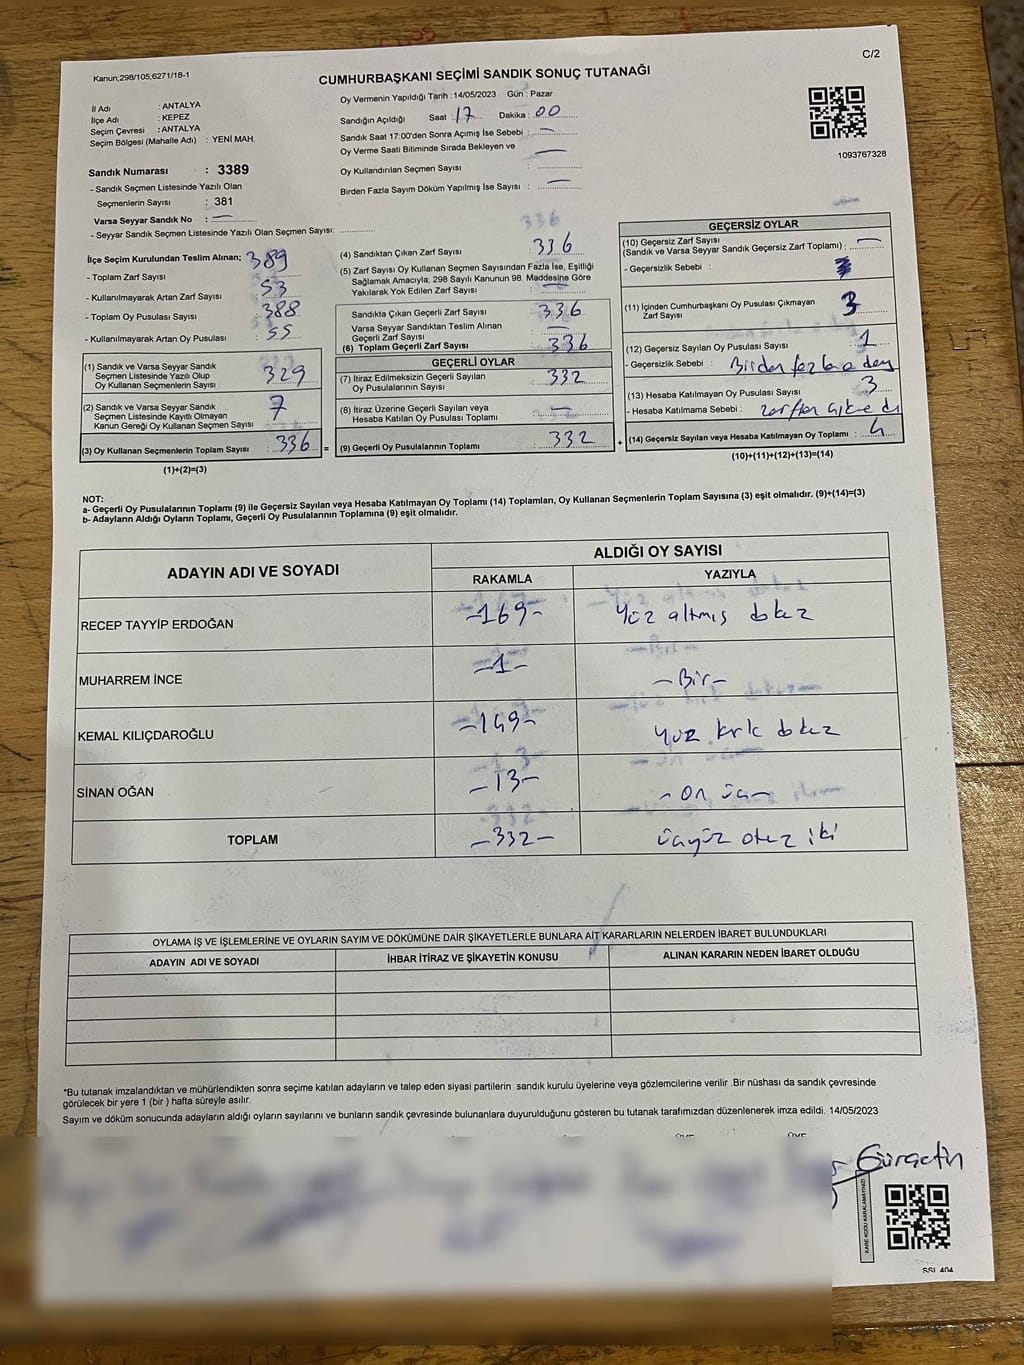 Kanun;298/105;6271/18-1
C/2
CUMHURBAŞKANI SEÇİMİ SANDIK SONUÇ TUTANAĞI
İl Adı : ANTALYA
İlçe Adı : KEPEZ
Seçim Çevresi : ANTALYA
Seçim Bölgesi (Mahalle Adı) : YENİ MAH.
Oy Vermenin Yapıldığı Tarih : 14/05/2023 Gün : Pazar
Sandığın Açıldığı Saat : 17 Dakika : 00
Sandık Saat 17:00'den Sonra Açımış İse Sebebi : —
Oy Verme Saati Bitiminde Sırada Bekleyen ve —
Oy Kullandırılan Seçmen Sayısı :
Birden Fazla Sayım Döküm Yapılmış İse Sayısı : —
1093767328
Sandık Numarası : 3389
- Sandık Seçmen Listesinde Yazılı Olan
Seçmenlerin Sayısı : 381
Varsa Seyyar Sandık No : —
- Seyyar Sandık Seçmen Listesinde Yazılı Olan Seçmen Sayısı:
İlçe Seçim Kurulundan Teslim Alınan; 389
- Toplam Zarf Sayısı
- Kullanılmayarak Artan Zarf Sayısı : 53
- Toplam Oy Pusulası Sayısı : 388
- Kullanılmayarak Artan Oy Pusulası : 55
(1) Sandık ve Varsa Seyyar Sandık
Seçmen Listesinde Yazılı Olup
Oy Kullanan Seçmenlerin Sayısı : 329
(2) Sandık ve Varsa Seyyar Sandık
Seçmen Listesinde Kayıtlı Olmayan
Kanun Gereği Oy Kullanan Seçmen Sayısı : 7
(3) Oy Kullanan Seçmenlerin Toplam Sayısı : 336 =
(1)+(2)=(3)
336
(4) Sandıktan Çıkan Zarf Sayısı : 336
(5) Zarf Sayısı Oy Kullanan Seçmen Sayısından Fazla İse, Eşitliği
Sağlamak Amacıyla; 298 Sayılı Kanunun 98. Maddesine Göre
Yakılarak Yok Edilen Zarf Sayısı : —
Sandıkta Çıkan Geçerli Zarf Sayısı : 336
Varsa Seyyar Sandıktan Teslim Alınan
Geçerli Zarf Sayısı : —
(6) Toplam Geçerli Zarf Sayısı : 336
GEÇERLİ OYLAR
(7) İtiraz Edilmeksizin Geçerli Sayılan
Oy Pusulalarının Sayısı : 332
(8) İtiraz Üzerine Geçerli Sayılan veya
Hesaba Katılan Oy Pusulası Toplamı : —
(9) Geçerli Oy Pusulalarının Toplamı : 332 +
GEÇERSİZ OYLAR
(10) Geçersiz Zarf Sayısı
(Sandık ve Varsa Seyyar Sandık Geçersiz Zarf Toplamı) : —
- Geçersizlik Sebebi :
(11) İçinden Cumhurbaşkanı Oy Pusulası Çıkmayan
Zarf Sayısı : 3
(12) Geçersiz Sayılan Oy Pusulası Sayısı : 1
- Geçersizlik Sebebi : Birden fazla
(13) Hesaba Katılmayan Oy Pusulası Sayısı : 3
- Hesaba Katılmama Sebebi : zarftan
(14) Geçersiz Sayılan veya Hesaba Katılmayan Oy Toplamı : 4
(10)+(11)+(12)+(13)=(14)
NOT:
a- Geçerli Oy Pusulalarının Toplamı (9) ile Geçersiz Sayılan veya Hesaba Katılmayan Oy Toplamı (14) Toplamları, Oy Kullanan Seçmenlerin Toplam Sayısına (3) eşit olmalıdır. (9)+(14)=(3)
b- Adayların Aldığı Oyların Toplamı, Geçerli Oy Pusulalarının Toplamına (9) eşit olmalıdır.
ADAYIN ADI VE SOYADI ALDIĞI OY SAYISI
RAKAMLA YAZIYLA
RECEP TAYYİP ERDOĞAN -169- Yüz altmış dokuz
MUHARREM İNCE -1- -Bir-
KEMAL KILIÇDAROĞLU -149- yüz kırk dokuz
SİNAN OĞAN -13- - on üç -
TOPLAM -332- üçyüz otuz iki
OYLAMA İŞ VE İŞLEMLERİNE VE OYLARIN SAYIM VE DÖKÜMÜNE DAİR ŞİKAYETLERLE BUNLARA AİT KARARLARIN NELERDEN İBARET BULUNDUKLARI
ADAYIN ADI VE SOYADI İHBAR İTİRAZ VE ŞİKAYETİN KONUSU ALINAN KARARIN NEDEN İBARET OLDUĞU
*Bu tutanak imzalandıktan ve mühürlendikten sonra seçime katılan adayların ve talep eden siyasi partilerin sandık kurulu üyelerine veya gözlemcilerine verilir .Bir nüshası da sandık çevresinde
görülecek bir yere 1 (bir ) hafta süreyle asılır.
Sayım ve döküm sonucunda adayların aldığı oyların sayılarını ve bunların sandık çevresinde bulunanlara duyurulduğunu gösteren bu tutanak tarafımızdan düzenlenerek imza edildi. 14/05/2023
KARE KODU KARALAMAYINIZ!